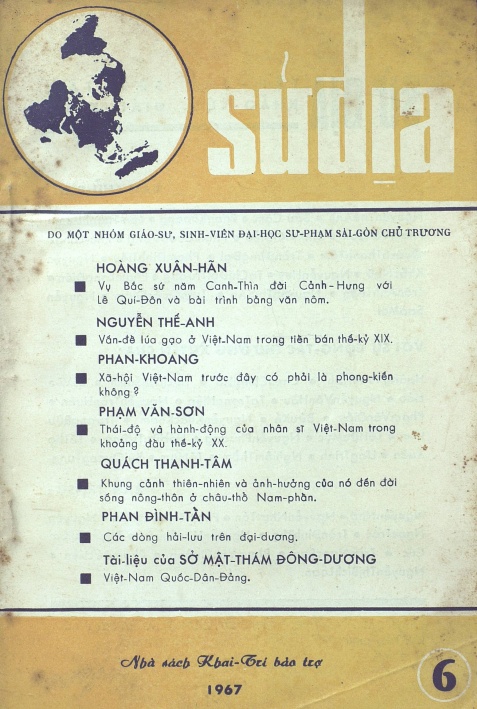 sử địa
DO MỘT NHÓM GIÁO-SƯ, SINH-VIÊN ĐẠI-HỌC SƯ-PHẠM SÀI-GÒN CHỦ TRƯƠNG
HOÀNG XUÂN-HÃN
■ Vụ Bắc sứ năm Canh-Thìn đời Cảnh-Hưng với
Lê Quí-Đôn và bài trình bằng văn nôm.
NGUYỄN THẾ-ANH
■ Vấn-đề lúa gạo ở Việt-Nam trong tiền bán thế-kỷ XIX.
PHAN-KHOANG
■ Xã-hội Việt-Nam trước đây có phải là phong-kiến
không ?
PHẠM VĂN-SƠN
■ Thái-độ và hành-động của nhân sĩ Việt-Nam trong
khoảng đầu thế-kỷ XX.
QUÁCH THANH-TÂM
■ Khung cảnh thiên-nhiên và ảnh-hưởng của nó đến đời
sống nông-thôn ở châu-thổ Nam-phần.
PHAN ĐÌNH-TẦN
■ Các dòng hải-lưu trên đại-dương.
Tài-liệu của SỞ MẬT-THÁM ĐÔNG-DƯƠNG
■ Việt-Nam Quốc-Dân-Đảng.
Nhà sách Khai-Trí bảo trợ
1967
6